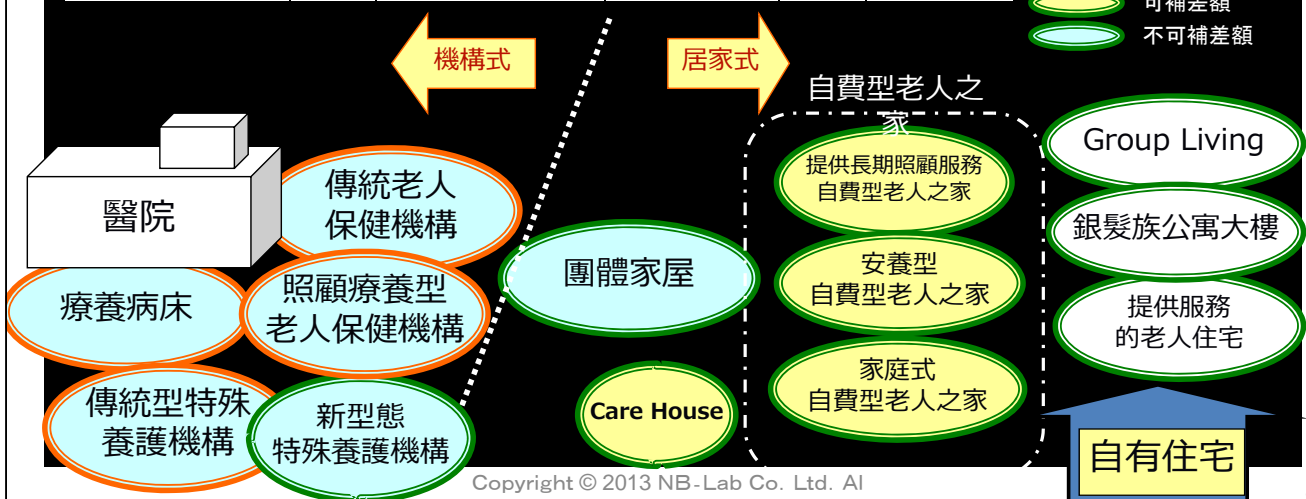 可補差額
不可補差額
機構式
居家式
自費型老人之
家
Group Living
提供長期照顧服務
自費型老人之家
傳統老人
保健機構
醫院
銀髮族公寓大樓
團體家屋
安養型
自費型老人之家
療養病床
照顧療養型
老人保健機構
提供服務
的老人住宅
家庭式
自費型老人之家
傳統型特殊
養護機構
新型態
特殊養護機構
Care House
自有住宅
Copyright © 2013 NB-Lab Co. Ltd. Al